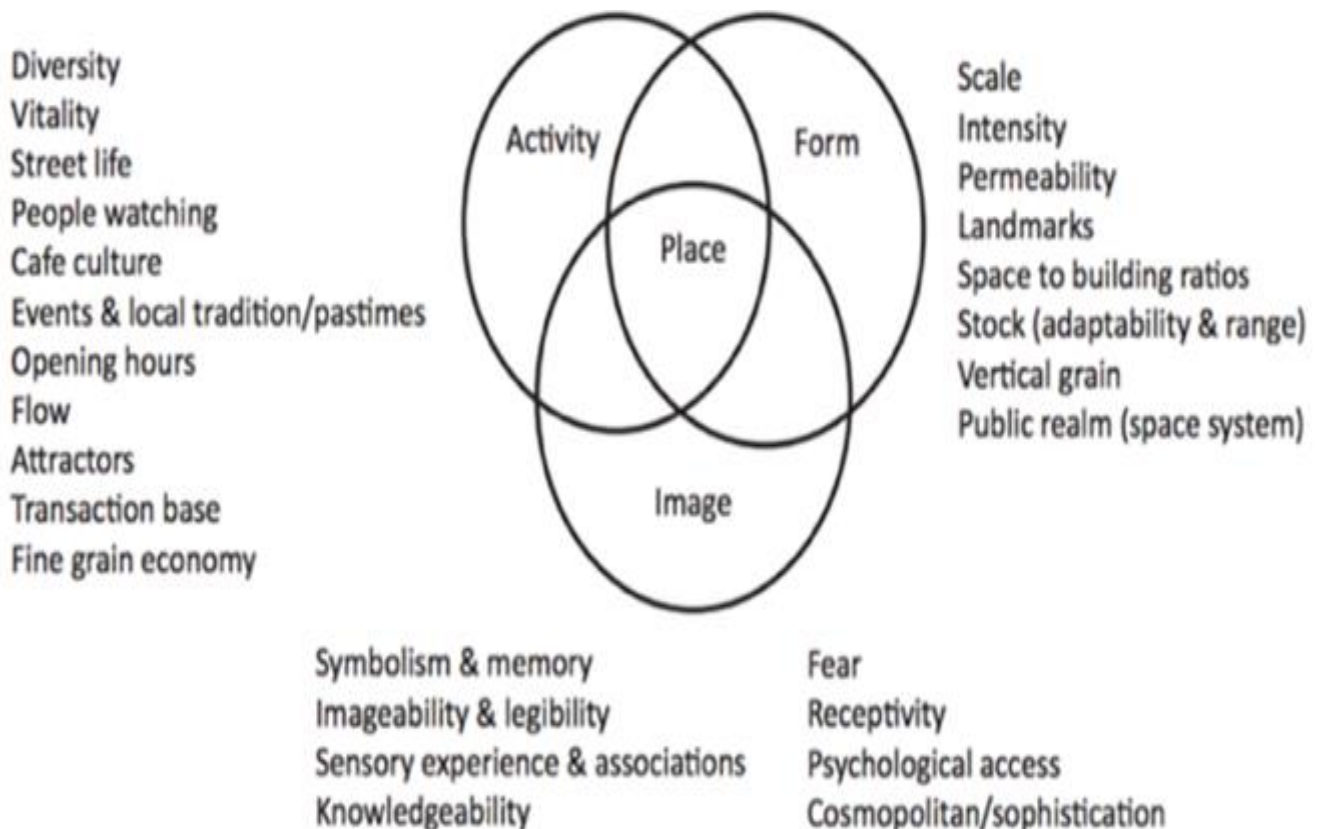 Diversity
Vitality
Street life
People watching
Cafe culture
Events & local tradition/pastimes
Opening hours
Flow
Attractors
Transaction base
Fine grain economy
Activity
Form
Place
Image
Scale
Intensity
Permeability
Landmarks
Space to building ratios
Stock (adaptability & range)
Vertical grain
Public realm (space system)
Symbolism & memory
Imageability & legibility
Sensory experience & associations
Knowledgeability
Fear
Receptivity
Psychological access
Cosmopolitan/sophistication